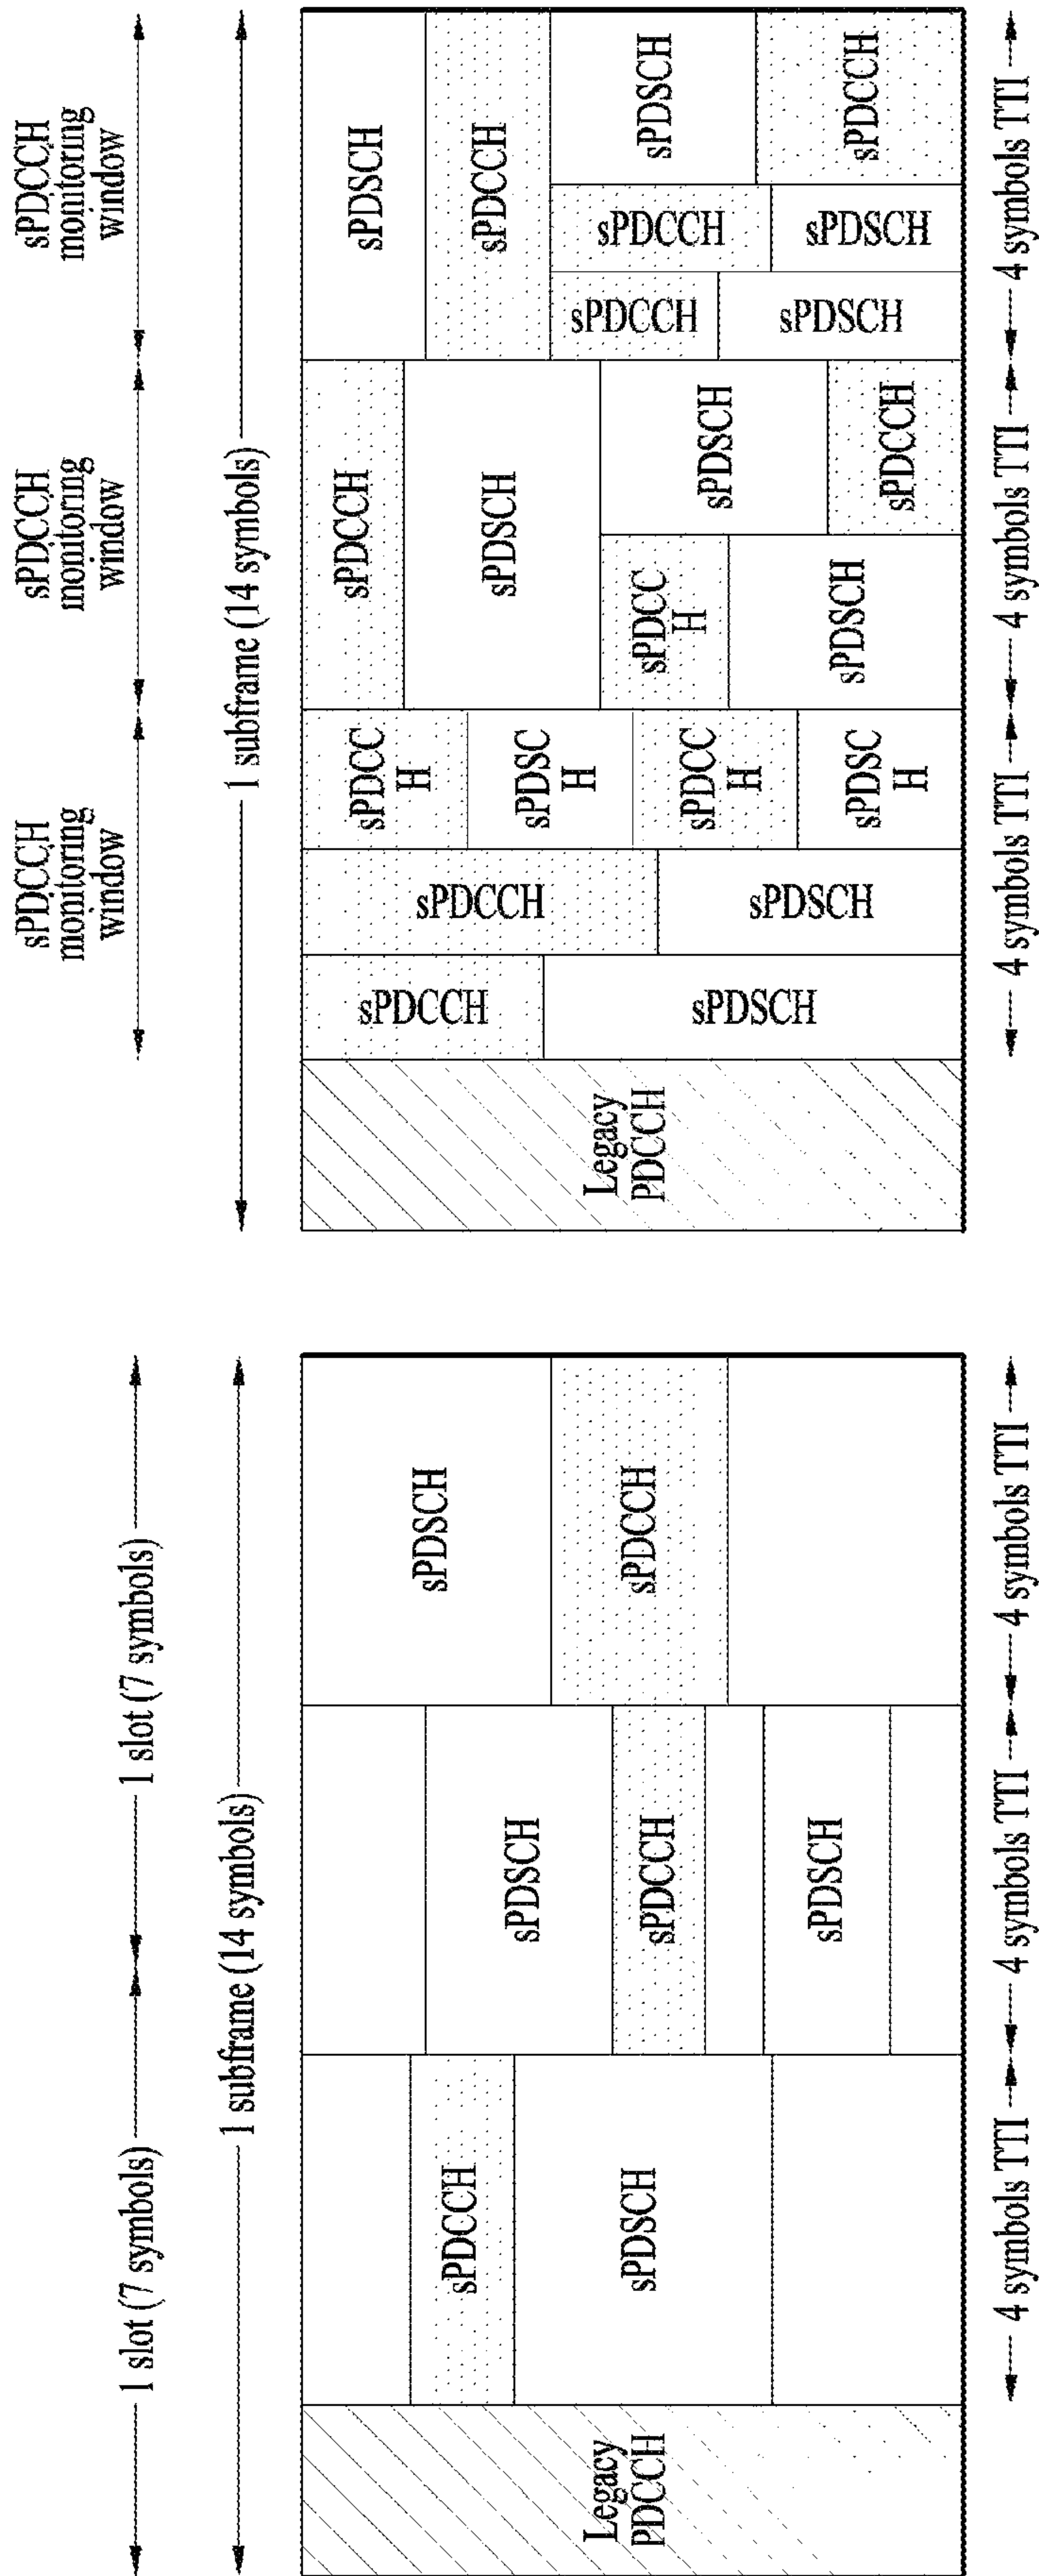 1 slot (7 symbols)
1 slot (7 symbols)
1 subframe (14 symbols)
Legacy
PDCCH
sPDCCH
sPDSCH
sPDSCH
sPDCCH
sPDSCH
sPDSCH
sPDCCH
4 symbols TTI
4 symbols TTI
4 symbols TTI
sPDCCH
monitoring
window
sPDCCH
monitoring
window
sPDCCH
monitoring
window
1 subframe (14 symbols)
Legacy
PDCCH
sPDCCH
sPDSCH
sPDCCH
sPDSCH
sPDCC
H
sPDSC
H
sPDCC
H
sPDSC
H
sPDCCH
sPDSCH
sPDCC
H
sPDSCH
sPDSCH
sPDCCH
sPDSCH
sPDCCH
sPDCCH
sPDSCH
sPDCCH
sPDSCH
sPDSCH
sPDCCH
4 symbols TTI
4 symbols TTI
4 symbols TTI